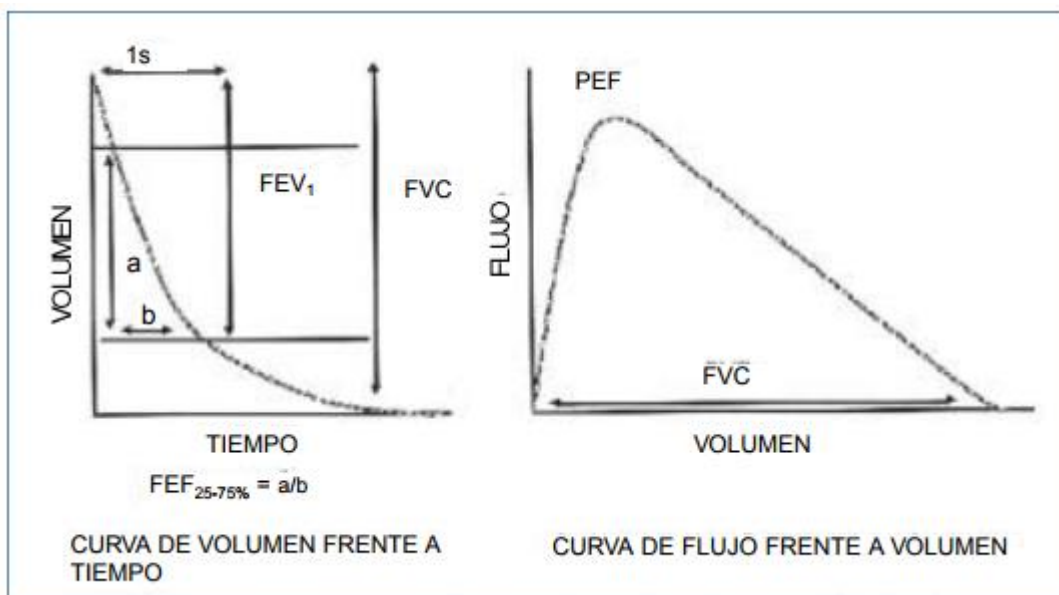 1s
VOLUMEN
a
b
FEV₁
FVC
TIEMPO
FEF₂₅₋₇₅% = a/b
CURVA DE VOLUMEN FRENTE A
TIEMPO
PEF
FLUJO
FVC
VOLUMEN
CURVA DE FLUJO FRENTE A VOLUMEN